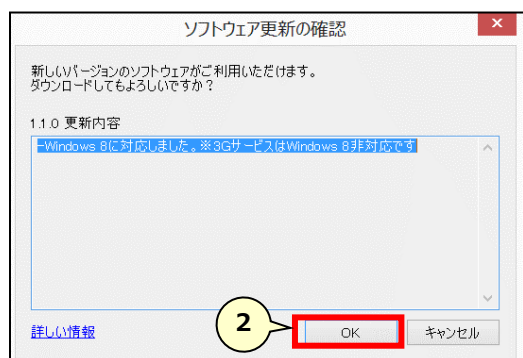 ソフトウェア更新の確認
新しいバージョンのソフトウェアがご利用いただけます。
ダウンロードしてもよろしいですか？
1.1.0 更新内容
-Windows 8に対応しました。※3GサービスはWindows 8非対応です
詳しい情報
2
OK
キャンセル